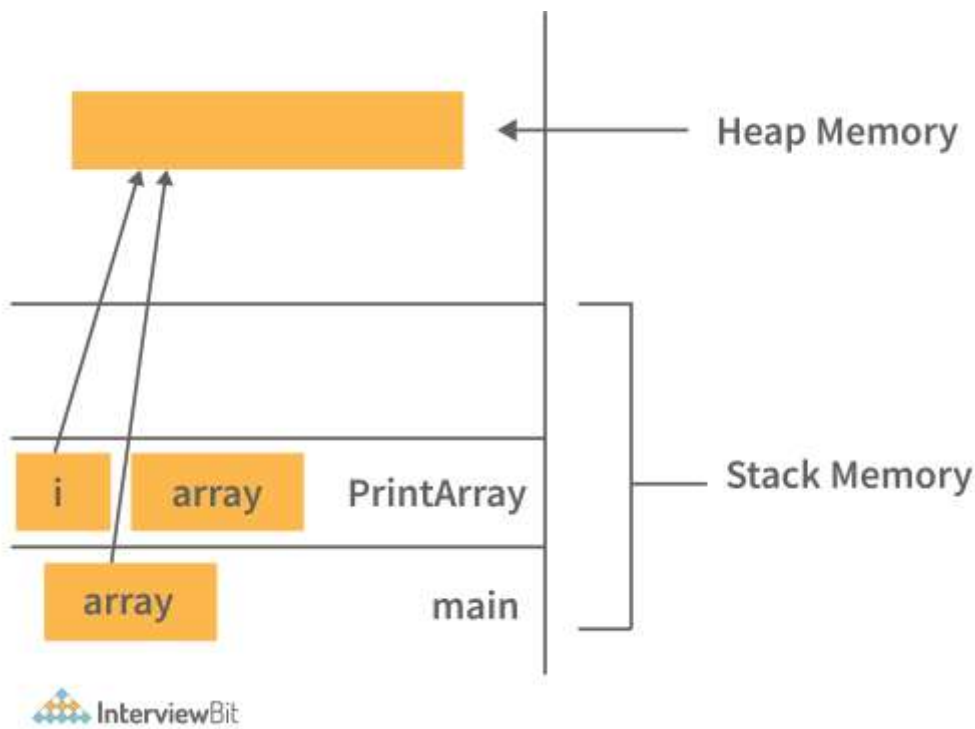 Heap Memory
i
array
PrintArray
Stack Memory
array
main
InterviewBit